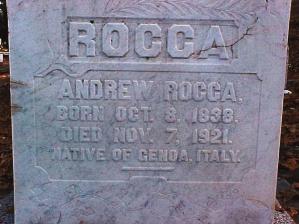 ROCCA
ANDREW ROCCA,
BORN OCT. 8, 1838.
DIED NOV. 7, 1921.
NATIVE OF GENOA, ITALY.